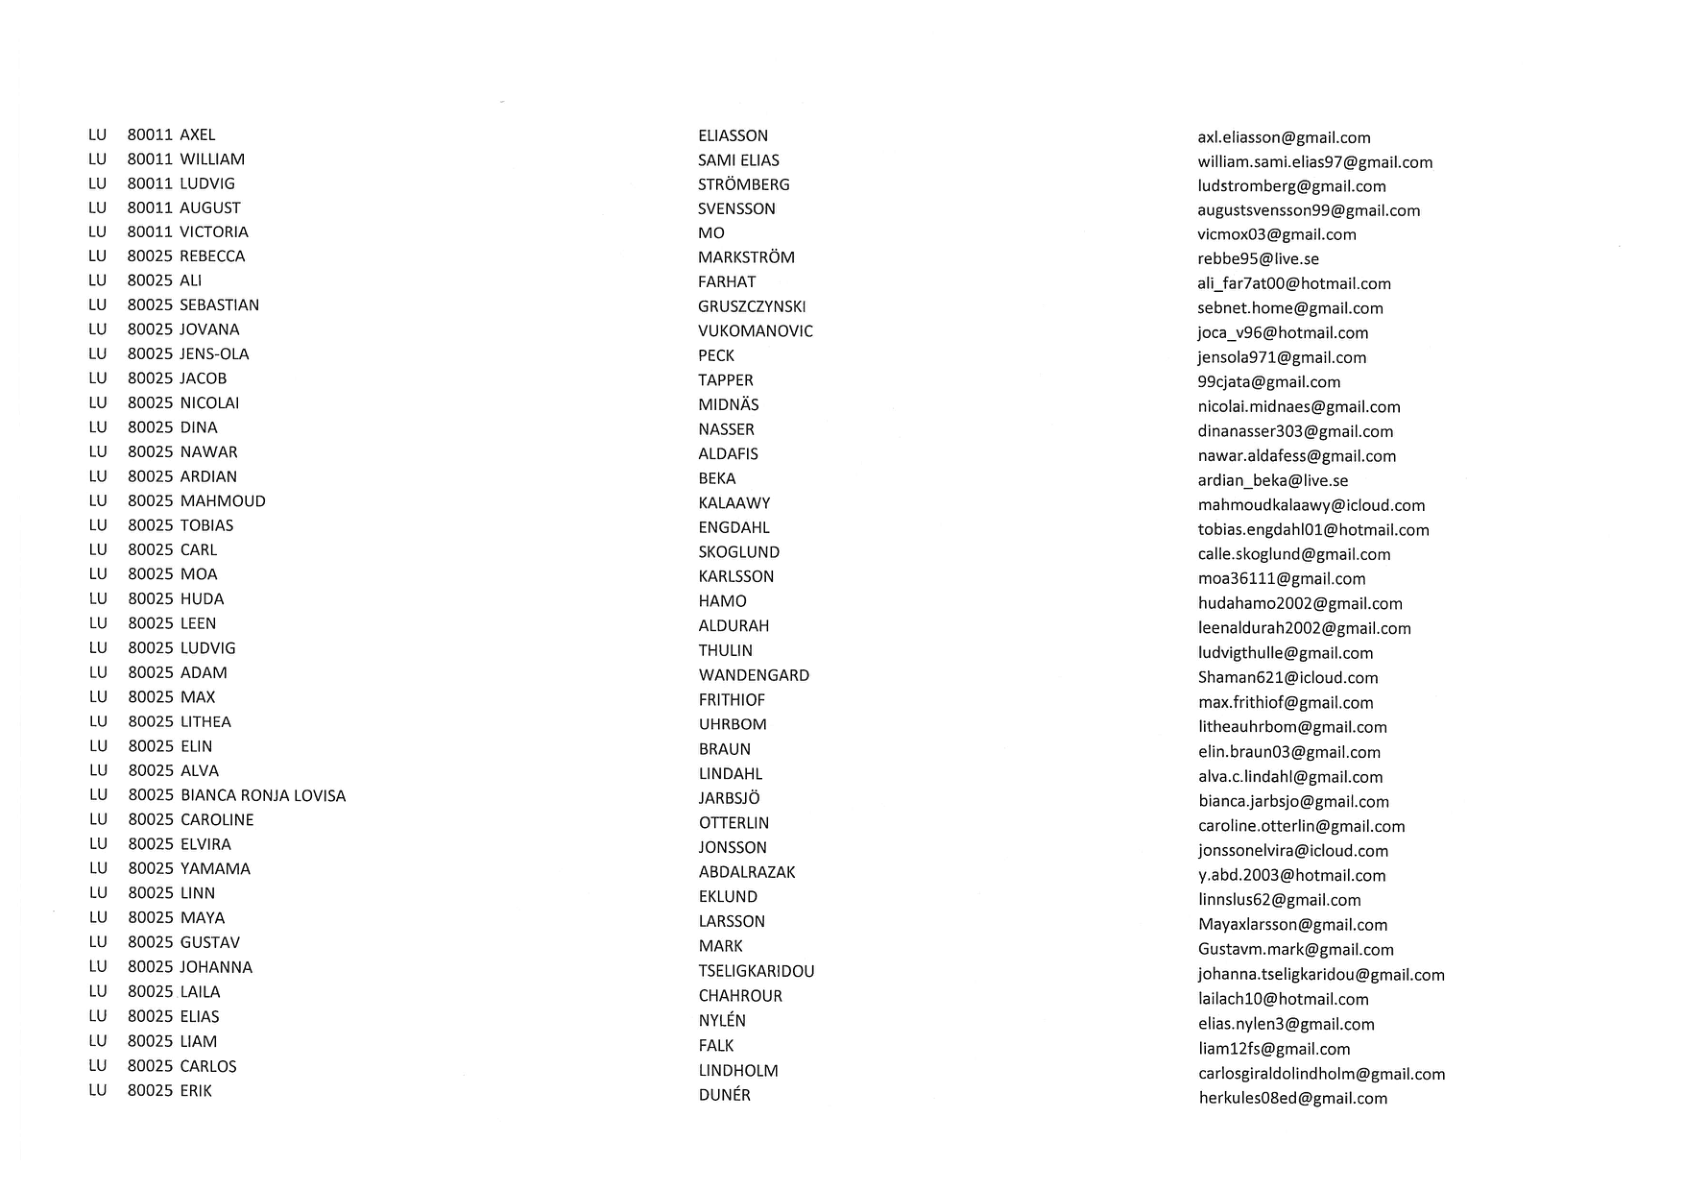 LU 80011 AXEL ELIASSON axl.eliasson@gmail.com
LU 80011 WILLIAM SAMI ELIAS william.sami.elias97@gmail.com
LU 80011 LUDVIG STRÖMBERG ludstromberg@gmail.com
LU 80011 AUGUST SVENSSON augustsvensson99@gmail.com
LU 80011 VICTORIA MO vicmox03@gmail.com
LU 80025 REBECCA MARKSTRÖM rebbe95@live.se
LU 80025 ALI FARHAT ali_far7at00@hotmail.com
LU 80025 SEBASTIAN GRUSZCZYNSKI sebnet.home@gmail.com
LU 80025 JOVANA VUKOMANOVIC joca_v96@hotmail.com
LU 80025 JENS-OLA PECK jensola971@gmail.com
LU 80025 JACOB TAPPER 99cjata@gmail.com
LU 80025 NICOLAI MIDNÄS nicolai.midnaes@gmail.com
LU 80025 DINA NASSER dinanasser303@gmail.com
LU 80025 NAWAR ALDAFIS nawar.aldafess@gmail.com
LU 80025 ARDIAN BEKA ardian_beka@live.se
LU 80025 MAHMOUD KALAAWY mahmoudkalaawy@icloud.com
LU 80025 TOBIAS ENGDAHL tobias.engdahl01@hotmail.com
LU 80025 CARL SKOGLUND calle.skoglund@gmail.com
LU 80025 MOA KARLSSON moa36111@gmail.com
LU 80025 HUDA HAMO hudahamo2002@gmail.com
LU 80025 LEEN ALDURAH leenaldurah2002@gmail.com
LU 80025 LUDVIG THULIN ludvigthulle@gmail.com
LU 80025 ADAM WANDENGARD Shaman621@icloud.com
LU 80025 MAX FRITHIOF max.frithiof@gmail.com
LU 80025 LITHEA UHRBOM litheauhrbom@gmail.com
LU 80025 ELIN BRAUN elin.braun03@gmail.com
LU 80025 ALVA LINDAHL alva.c.lindahl@gmail.com
LU 80025 BIANCA RONJA LOVISA JARBSJÖ bianca.jarbsjo@gmail.com
LU 80025 CAROLINE OTTERLIN caroline.otterlin@gmail.com
LU 80025 ELVIRA JONSSON jonssonelvira@icloud.com
LU 80025 YAMAMA ABDALRAZAK y.abd.2003@hotmail.com
LU 80025 LINN EKLUND linnslus62@gmail.com
LU 80025 MAYA LARSSON Mayaxlarsson@gmail.com
LU 80025 GUSTAV MARK Gustavm.mark@gmail.com
LU 80025 JOHANNA TSELIGKARIDOU johanna.tseligkaridou@gmail.com
LU 80025 LAILA CHAHROUR lailach10@hotmail.com
LU 80025 ELIAS NYLÉN elias.nylen3@gmail.com
LU 80025 LIAM FALK liam12fs@gmail.com
LU 80025 CARLOS LINDHOLM carlosgiraldolindholm@gmail.com
LU 80025 ERIK DUNÉR herkules08ed@gmail.com